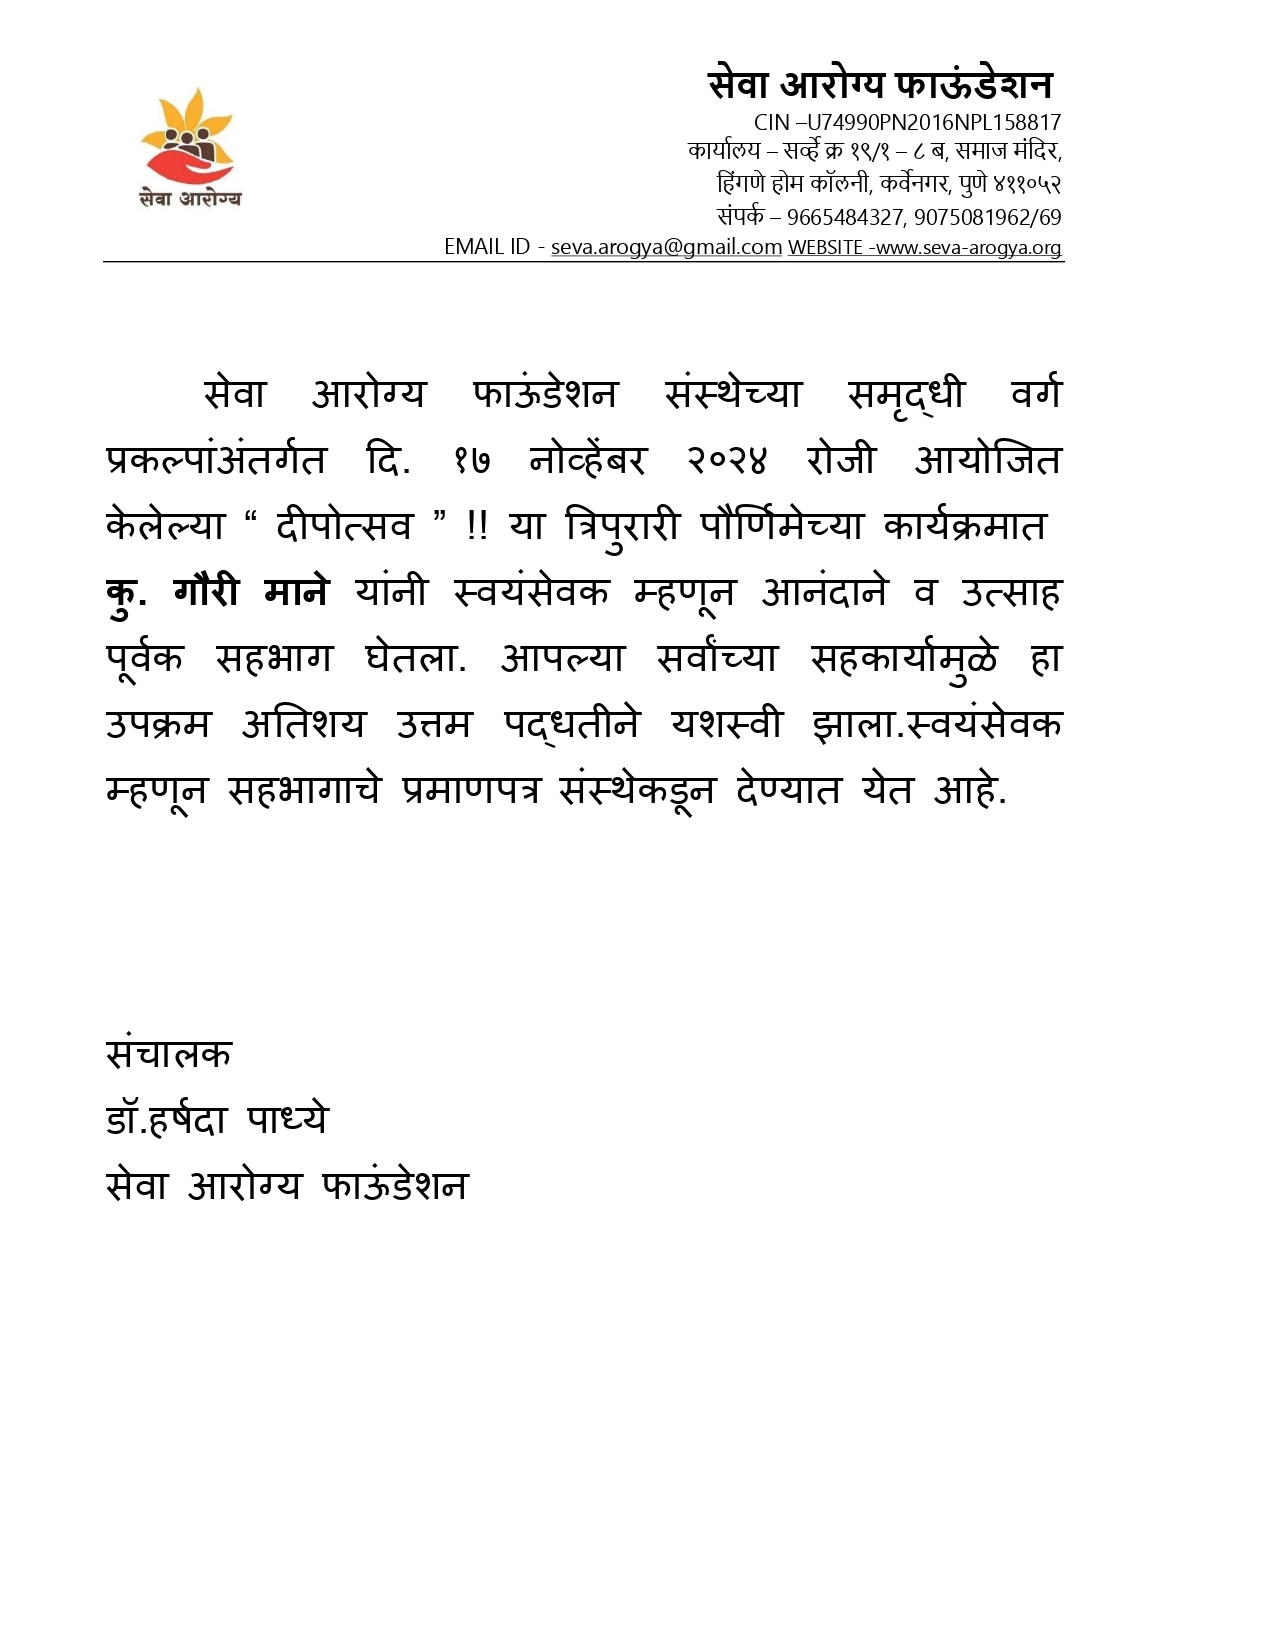 सेवा आरोग्य
सेवा आरोग्य फाऊंडेशन
CIN –U74990PN2016NPL158817
कार्यालय – सर्व्हे क्र १९/१ – ८ ब, समाज मंदिर,
हिंगणे होम कॉलनी, कर्वेनगर, पुणे ४११०५२
संपर्क – 9665484327, 9075081962/69
EMAIL ID - seva.arogya@gmail.com WEBSITE -www.seva-arogya.org
सेवा आरोग्य फाऊंडेशन संस्थेच्या समृद्धी वर्ग
प्रकल्पांअंतर्गत दि. १७ नोव्हेंबर २०२४ रोजी आयोजित
केलेल्या “ दीपोत्सव ” !! या त्रिपुरारी पौर्णिमेच्या कार्यक्रमात
कु. गौरी माने यांनी स्वयंसेवक म्हणून आनंदाने व उत्साह
पूर्वक सहभाग घेतला. आपल्या सर्वांच्या सहकार्यामुळे हा
उपक्रम अतिशय उत्तम पद्धतीने यशस्वी झाला.स्वयंसेवक
म्हणून सहभागाचे प्रमाणपत्र संस्थेकडून देण्यात येत आहे.
संचालक
डॉ.हर्षदा पाध्ये
सेवा आरोग्य फाऊंडेशन